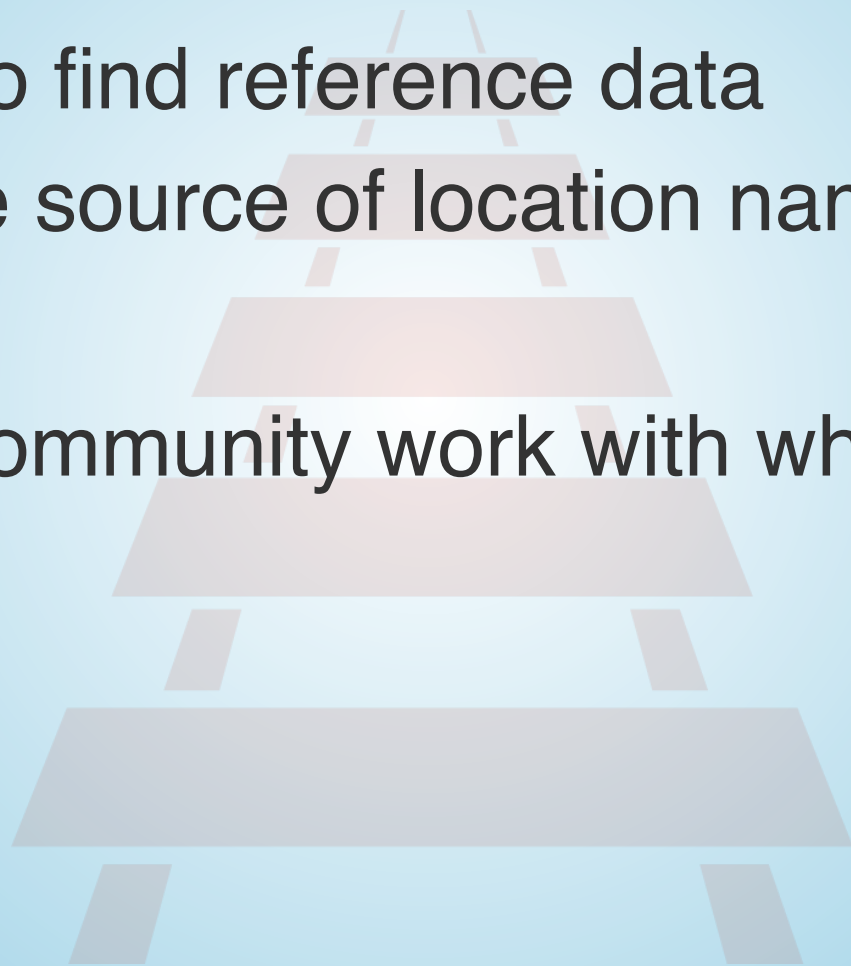 o find reference data
e source of location nar
ommunity work with wh